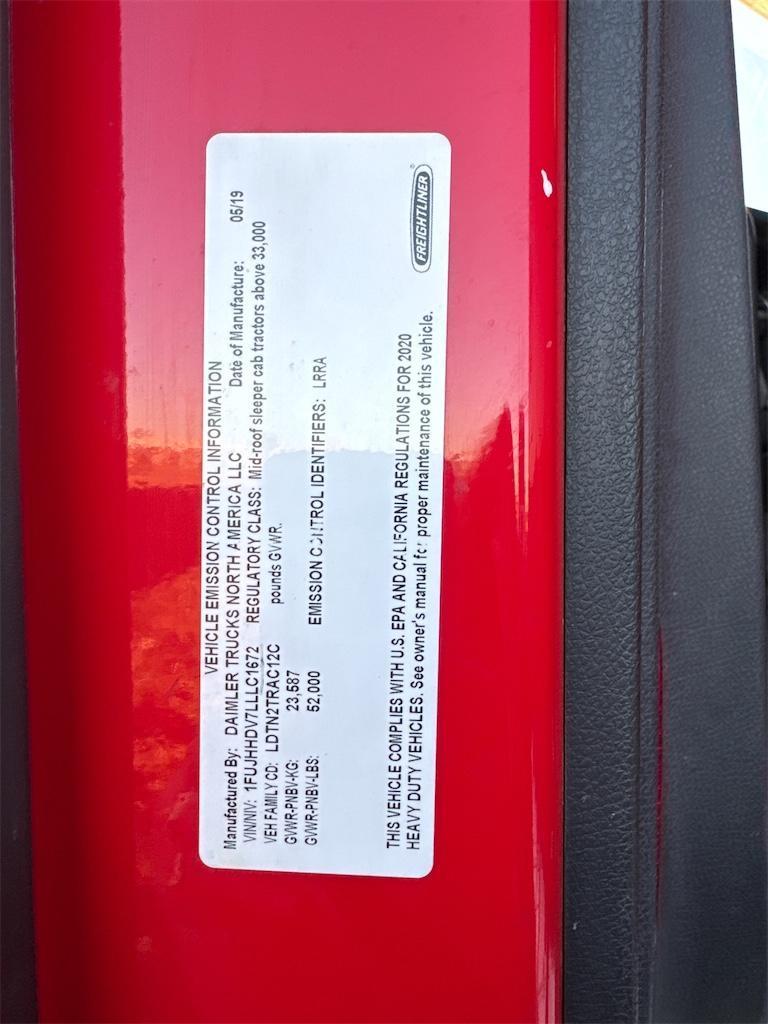 VEHICLE EMISSION CONTROL INFORMATION
Manufactured By: DAIMLER TRUCKS NORTH AMERICA LLC Date of Manufacture: 05/19
VIN/NIV: 1FUJHHDV7LLLC1672 REGULATORY CLASS: Mid-roof sleeper cab tractors above 33,000
VEH FAMILY CD: LDTN2TRAC12C pounds GVWR.
GVWR-PNBV-KG: 23,587
GVWR-PNBV-LBS: 52,000 EMISSION CONTROL IDENTIFIERS: LRRA
THIS VEHICLE COMPLIES WITH U.S. EPA AND CALIFORNIA REGULATIONS FOR 2020
HEAVY DUTY VEHICLES. See owner's manual for proper maintenance of this vehicle.
FREIGHTLINER